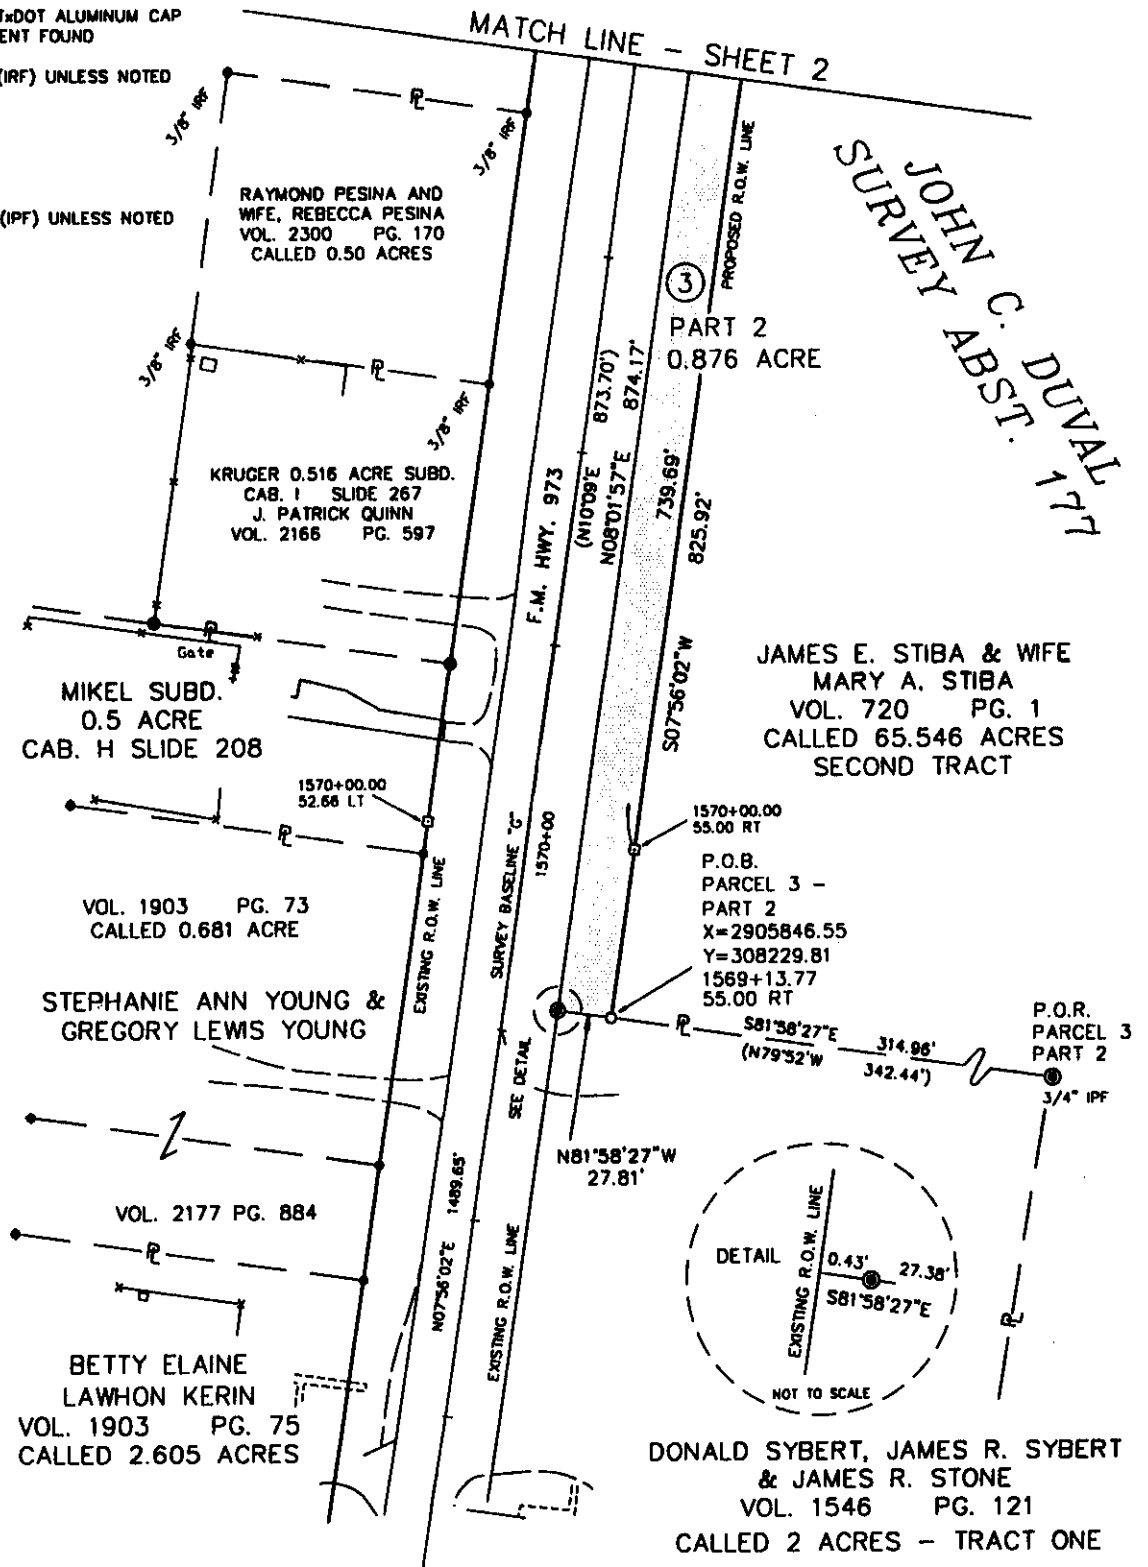 TxDOT ALUMINUM CAP
ENT FOUND
(IRF) UNLESS NOTED
(IPF) UNLESS NOTED
MATCH LINE - SHEET 2
3/8" IRF
3/8" IRF
PL
RAYMOND PESINA AND
WIFE, REBECCA PESINA
VOL. 2300 PG. 170
CALLED 0.50 ACRES
3/8" IRF
3/8" IRF
PL
KRUGER 0.516 ACRE SUBD.
CAB. I SLIDE 267
J. PATRICK QUINN
VOL. 2166 PG. 597
PL
Gate
MIKEL SUBD.
0.5 ACRE
CAB. H SLIDE 208
1570+00.00
52.66 LT
PL
VOL. 1903 PG. 73
CALLED 0.681 ACRE
STEPHANIE ANN YOUNG &
GREGORY LEWIS YOUNG
VOL. 2177 PG. 884
PL
BETTY ELAINE
LAWHON KERIN
VOL. 1903 PG. 75
CALLED 2.605 ACRES
EXISTING R.O.W. LINE
SURVEY BASELINE "G"
1570+00
F.M. HWY. 973
(N10°09'E 873.70')
N08°01'57"E 874.17'
739.69'
825.92'
S07°56'02"W
PROPOSED R.O.W. LINE
3
PART 2
0.876 ACRE
JOHN C. DUVAL
SURVEY ABST. 177
JAMES E. STIBA & WIFE
MARY A. STIBA
VOL. 720 PG. 1
CALLED 65.546 ACRES
SECOND TRACT
1570+00.00
55.00 RT
P.O.B.
PARCEL 3 -
PART 2
X=2905846.55
Y=308229.81
1569+13.77
55.00 RT
SEE DETAIL
PL
S81°58'27"E 314.96'
(N79°52'W 342.44')
P.O.R.
PARCEL 3
PART 2
3/4" IPF
N81°58'27"W
27.81'
N07°56'02"E 1489.65'
EXISTING R.O.W. LINE
DETAIL
EXISTING R.O.W. LINE
0.43' 27.38'
S81°58'27"E
NOT TO SCALE
PL
DONALD SYBERT, JAMES R. SYBERT
& JAMES R. STONE
VOL. 1546 PG. 121
CALLED 2 ACRES - TRACT ONE